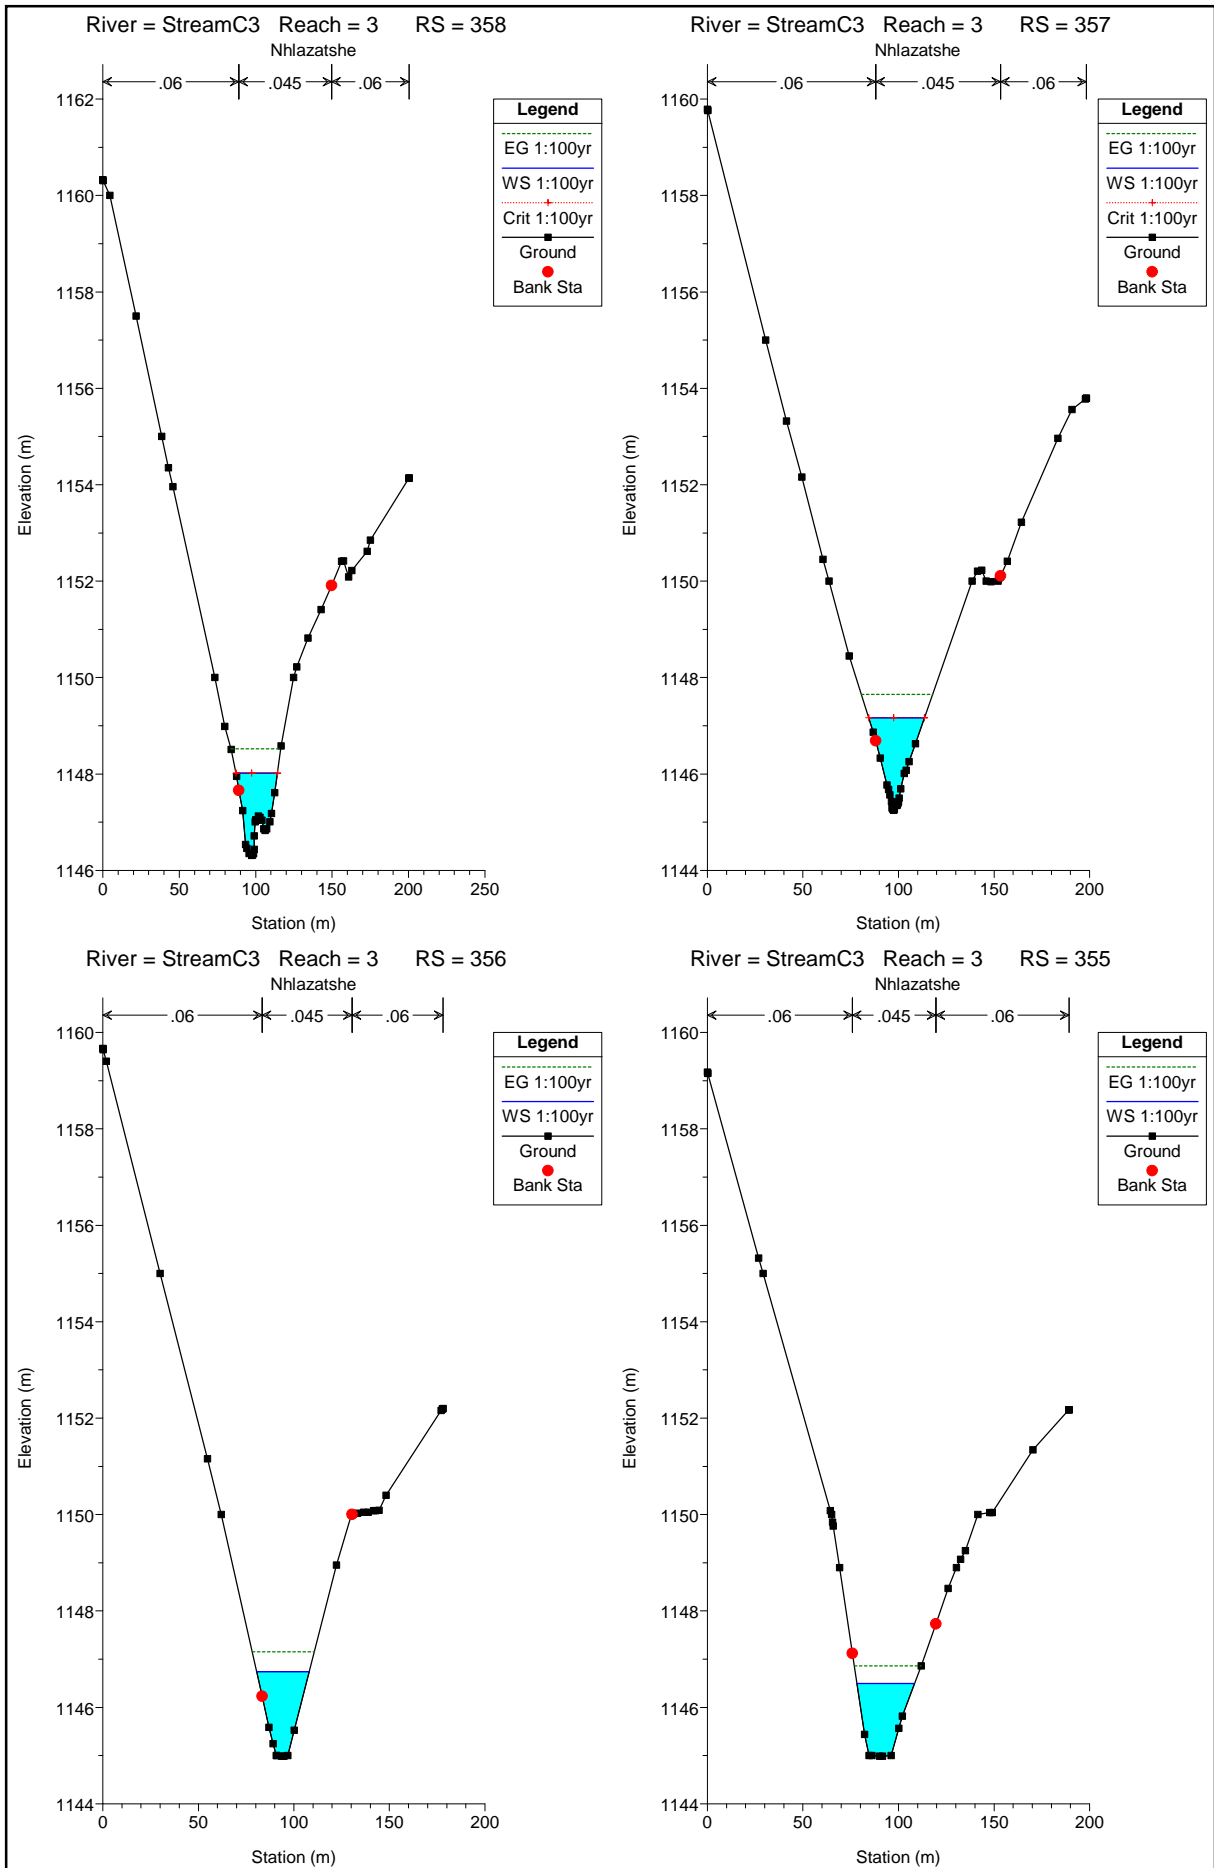 River = StreamC3 Reach = 3 RS = 358
Nhlazatshe
.06 .045 .06
Legend
EG 1:100yr
WS 1:100yr
Crit 1:100yr
Ground
Bank Sta
1162
1160
1158
1156
1154
1152
1150
1148
1146
Elevation (m)
0 50 100 150 200 250
Station (m)
River = StreamC3 Reach = 3 RS = 357
Nhlazatshe
.06 .045 .06
Legend
EG 1:100yr
WS 1:100yr
Crit 1:100yr
Ground
Bank Sta
1160
1158
1156
1154
1152
1150
1148
1146
1144
Elevation (m)
0 50 100 150 200
Station (m)
River = StreamC3 Reach = 3 RS = 356
Nhlazatshe
.06 .045 .06
Legend
EG 1:100yr
WS 1:100yr
Ground
Bank Sta
1160
1158
1156
1154
1152
1150
1148
1146
1144
Elevation (m)
0 50 100 150 200
Station (m)
River = StreamC3 Reach = 3 RS = 355
Nhlazatshe
.06 .045 .06
Legend
EG 1:100yr
WS 1:100yr
Ground
Bank Sta
1160
1158
1156
1154
1152
1150
1148
1146
1144
Elevation (m)
0 50 100 150 200
Station (m)